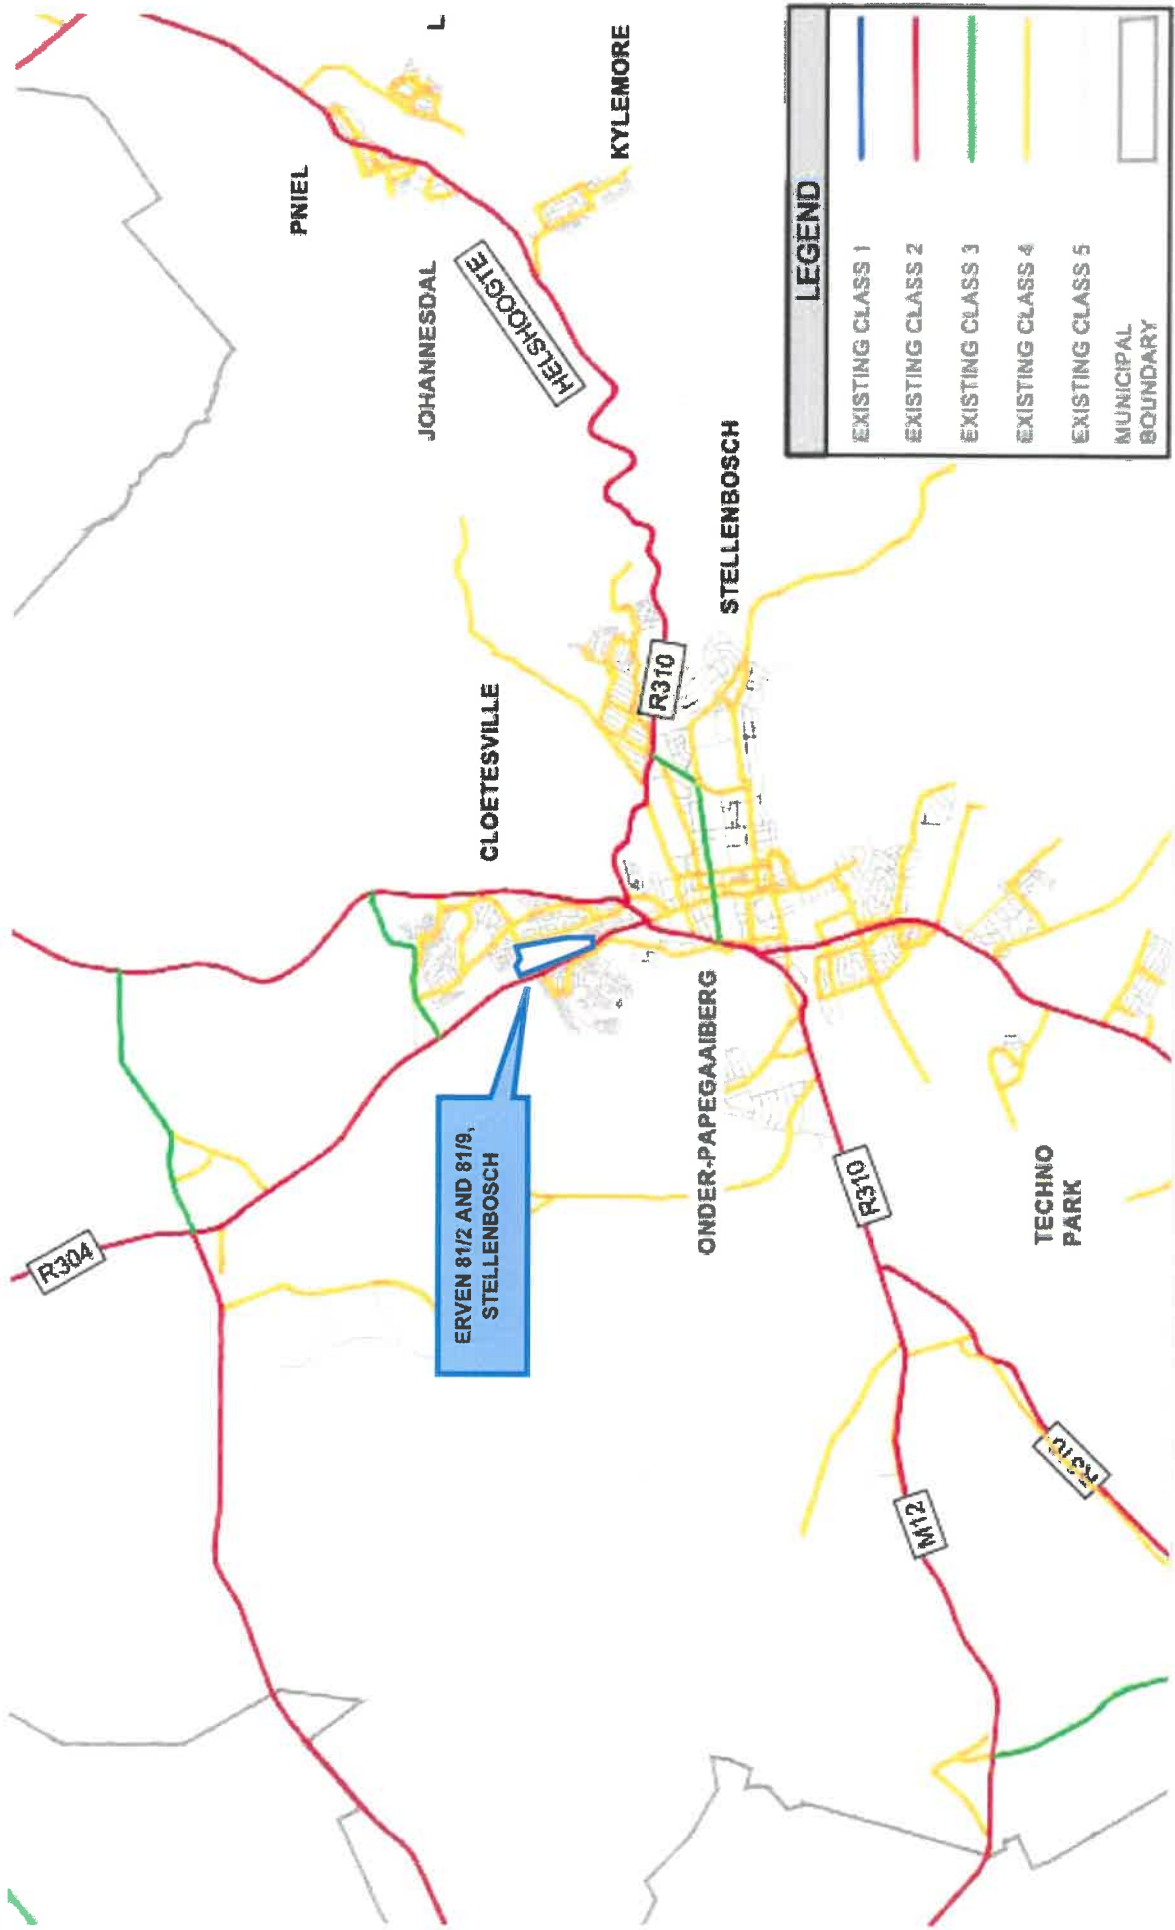 L
PNIEL
KYLEMORE
JOHANNESDAL
HELSHOOGTE
STELLENBOSCH
R310
CLOETESVILLE
ERVEN 81/2 AND 81/9,
STELLENBOSCH
ONDER-PAPEGAAIBERG
R304
R310
TECHNO
PARK
M12
LEGEND
EXISTING CLASS 1
EXISTING CLASS 2
EXISTING CLASS 3
EXISTING CLASS 4
EXISTING CLASS 5
MUNICIPAL
BOUNDARY